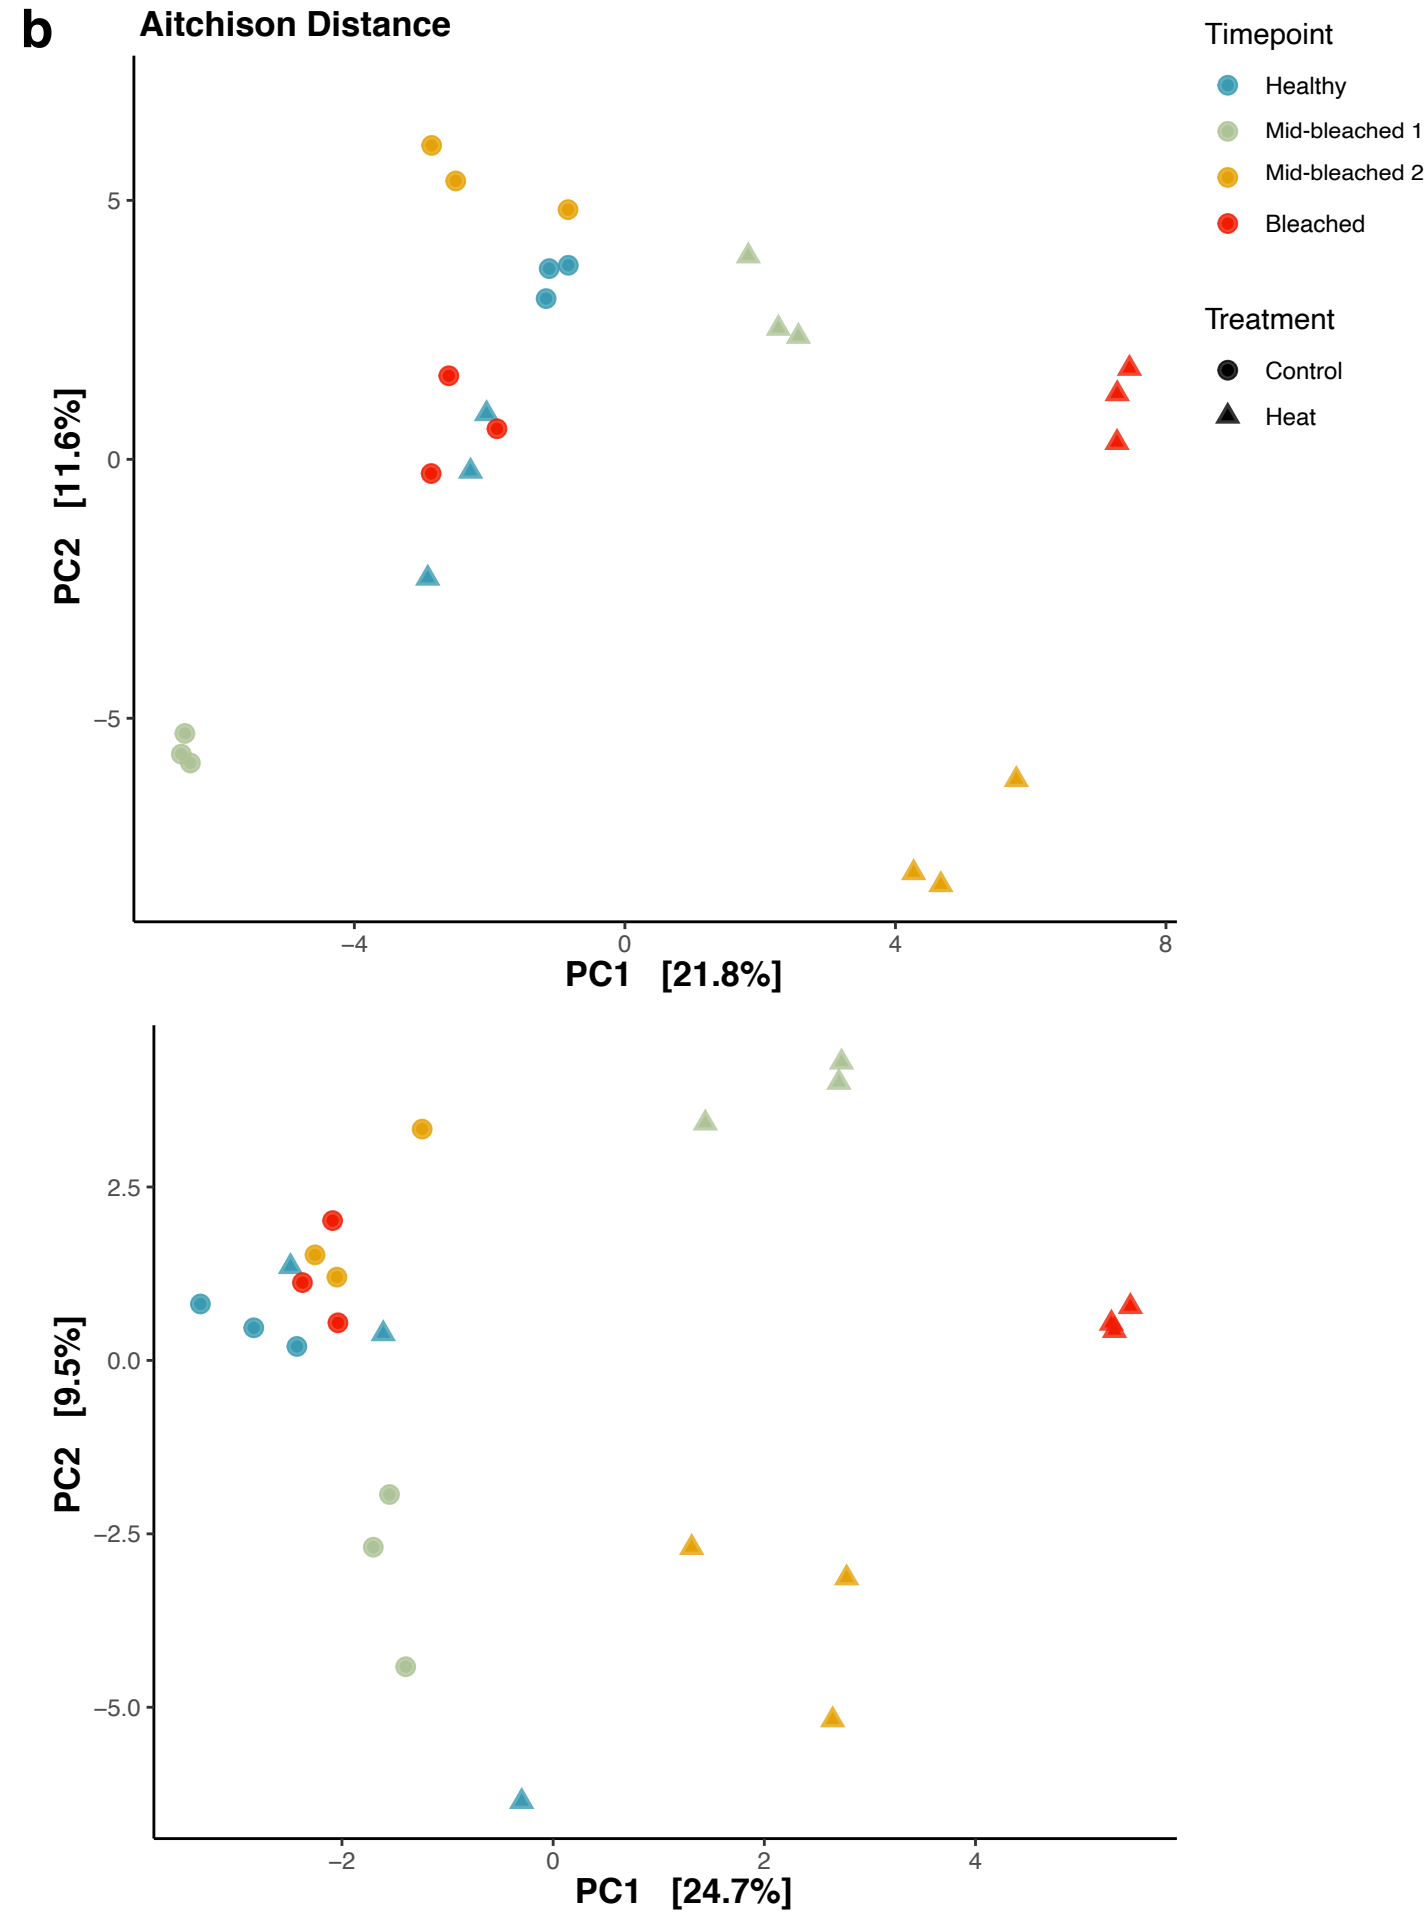 b
Aitchison Distance
Timepoint
Healthy
Mid-bleached 1
Mid-bleached 2
Bleached
Treatment
Control
Heat
PC2 [11.6%]
5
0
−5
−4
0
4
8
PC1 [21.8%]
PC2 [9.5%]
2.5
0.0
−2.5
−5.0
−2
0
2
4
PC1 [24.7%]